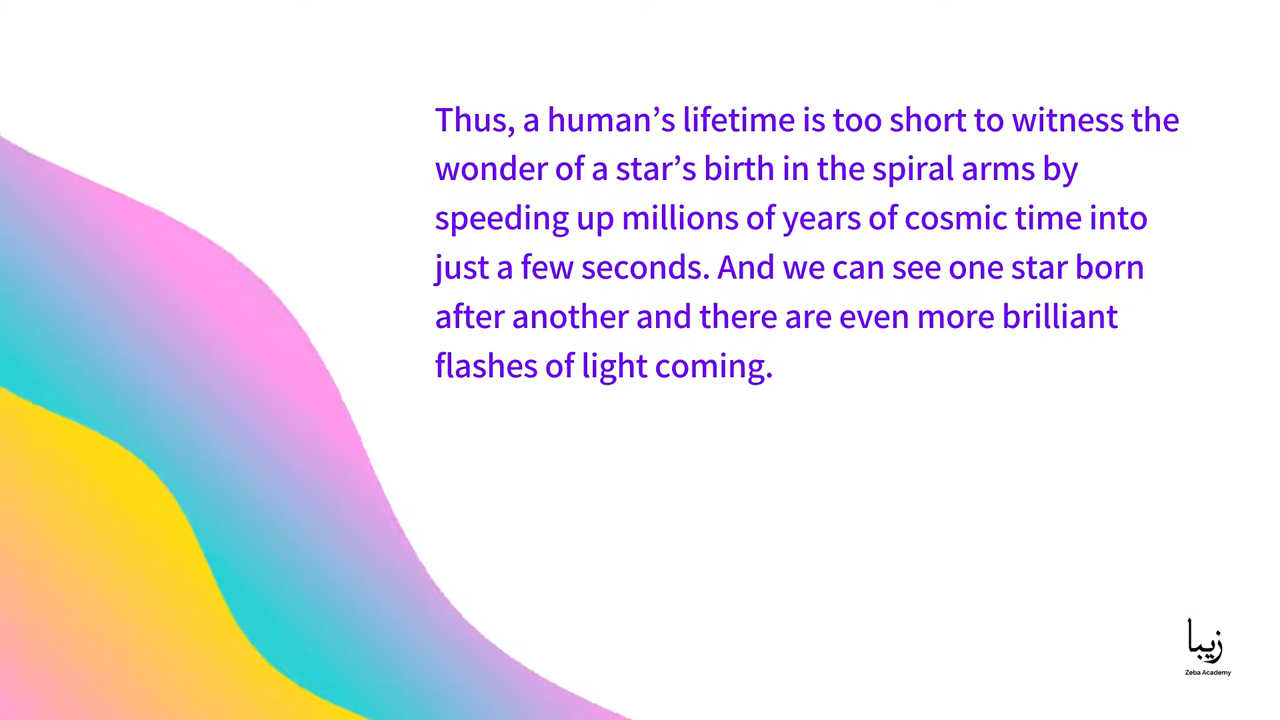 Thus, a human’s lifetime is too short to witness the
wonder of a star’s birth in the spiral arms by
speeding up millions of years of cosmic time into
just a few seconds. And we can see one star born
after another and there are even more brilliant
flashes of light coming.
زیبا
Zeba Academy